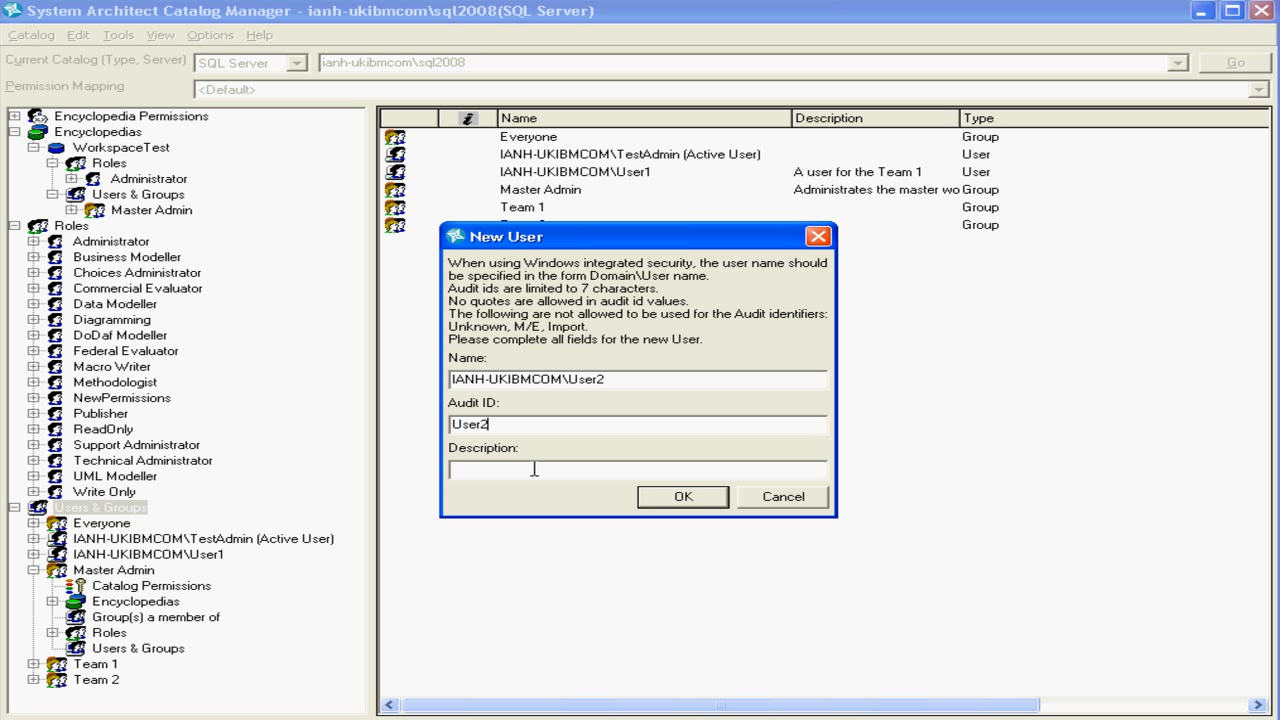 System Architect Catalog Manager - ianh-ukibmcom\sql2008(SQL Server)
Catalog Edit Tools View Options Help
Current Catalog (Type, Server) SQL Server ianh-ukibmcom\sql2008 Go
Permission Mapping <Default>
Encyclopedia Permissions
Encyclopedias
WorkspaceTest
Roles
Administrator
Users & Groups
Master Admin
Roles
Administrator
Business Modeller
Choices Administrator
Commercial Evaluator
Data Modeller
Diagramming
DoDaf Modeller
Federal Evaluator
Macro Writer
Methodologist
NewPermissions
Publisher
ReadOnly
Support Administrator
Technical Administrator
UML Modeller
Write Only
Users & Groups
Everyone
IANH-UKIBMCOM\TestAdmin (Active User)
IANH-UKIBMCOM\User1
Master Admin
Catalog Permissions
Encyclopedias
Group(s) a member of
Roles
Users & Groups
Team 1
Team 2
Name Description Type
Everyone Group
IANH-UKIBMCOM\TestAdmin (Active User) User
IANH-UKIBMCOM\User1 A user for the Team 1 User
Master Admin Administrates the master wo Group
Team 1 Group
Group
New User
When using Windows integrated security, the user name should
be specified in the form Domain\User name.
Audit ids are limited to 7 characters.
No quotes are allowed in audit id values.
The following are not allowed to be used for the Audit identifiers:
Unknown, M/E, Import.
Please complete all fields for the new User.
Name:
IANH-UKIBMCOM\User2
Audit ID:
User2
Description:
OK Cancel